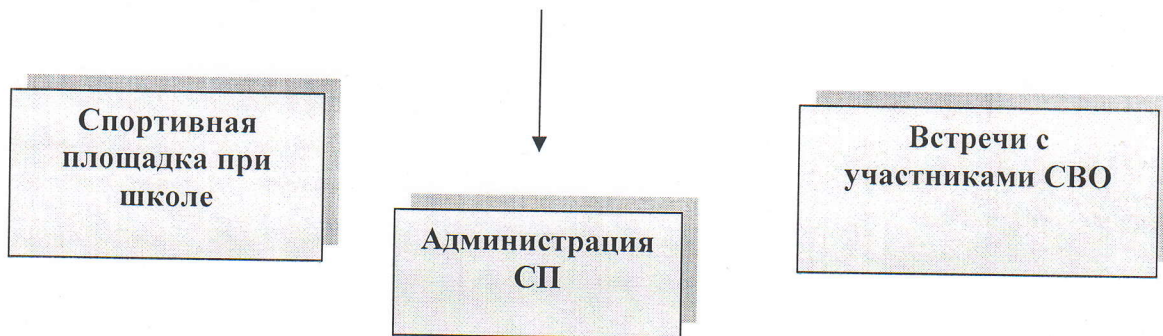 Спортивная
площадка при
школе
Администрация
СП
Встречи с
участниками СВО